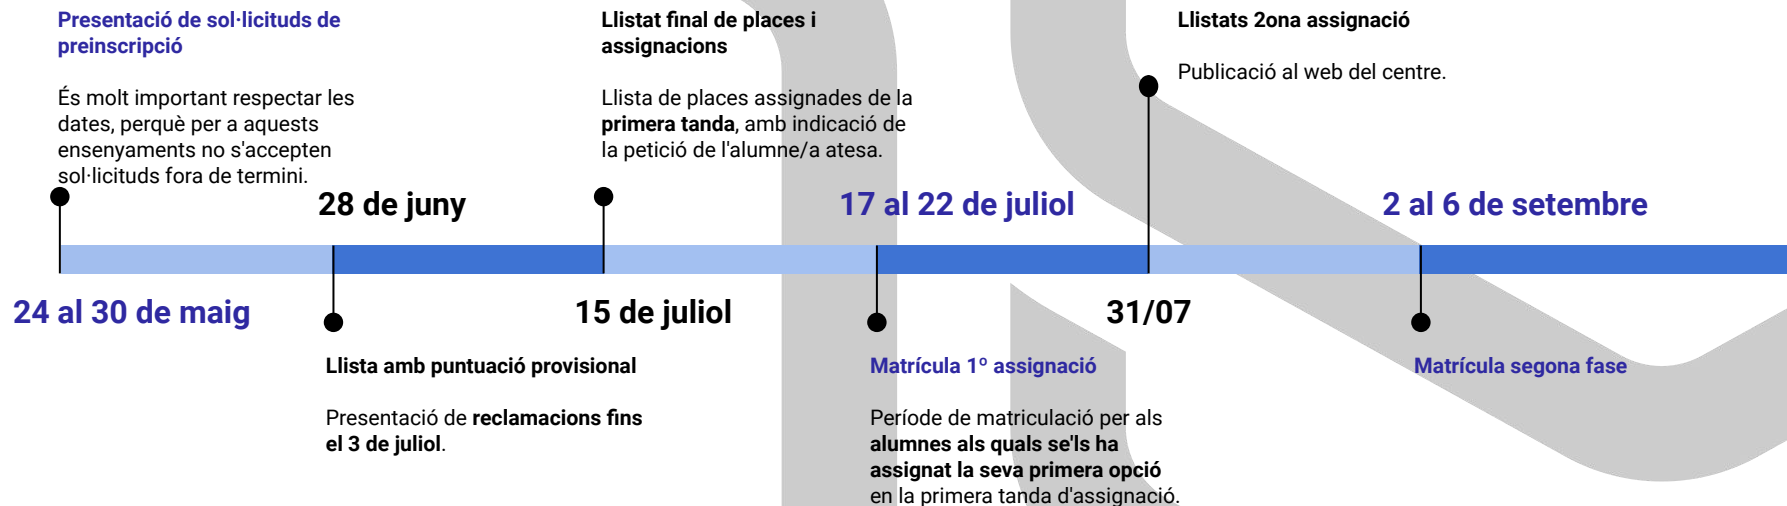 Presentació de sol·licituds de
preinscripció
És molt important respectar les
dates, perquè per a aquests
ensenyaments no s'accepten
sol·licituds fora de termini.
24 al 30 de maig
28 de juny
Llista amb puntuació provisional
Presentació de reclamacions fins
el 3 de juliol.
Llistat final de places i
assignacions
Llista de places assignades de la
primera tanda, amb indicació de
la petició de l'alumne/a atesa.
15 de juliol
17 al 22 de juliol
Matrícula 1º assignació
Període de matriculació per als
alumnes als quals se'ls ha
assignat la seva primera opció
en la primera tanda d'assignació.
Llistats 2ona assignació
Publicació al web del centre.
31/07
2 al 6 de setembre
Matrícula segona fase